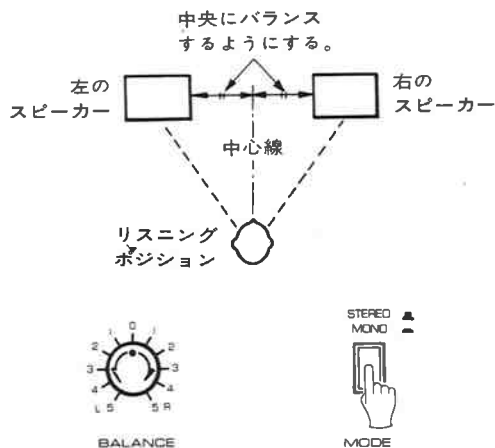 中央にバランス
するようにする。
左の
スピーカー
右の
スピーカー
中心線
リスニング
ポジション
0
1 1
2 2
3 3
4 4
L 5 5 R
BALANCE
STEREO
MONO
MODE